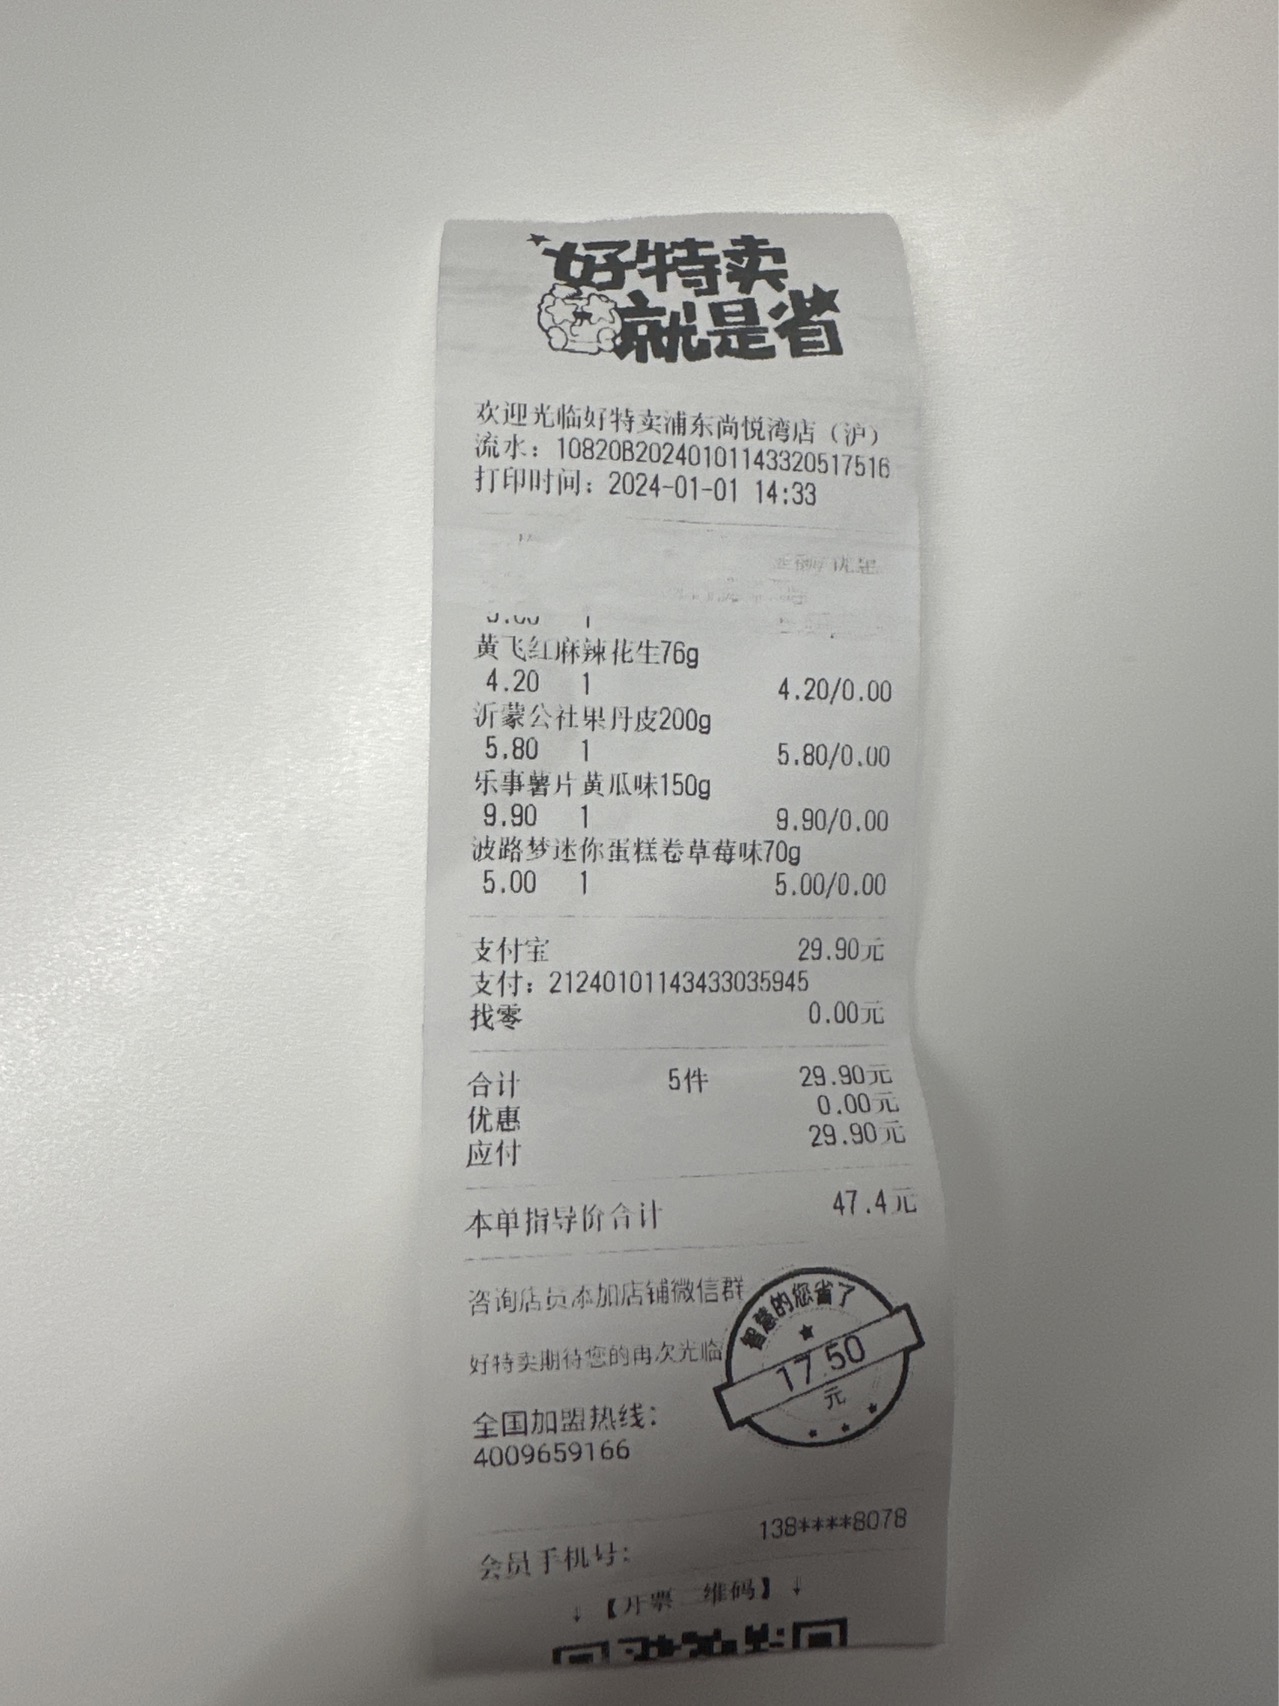 好特卖
就是省
欢迎光临好特卖浦东尚悦湾店（沪）
流水：10820B20240101143320517516
打印时间：2024-01-01 14:33
黄飞红麻辣花生76g
4.20 1 4.20/0.00
沂蒙公社果丹皮200g
5.80 1 5.80/0.00
乐事薯片黄瓜味150g
9.90 1 9.90/0.00
波路梦迷你蛋糕卷草莓味70g
5.00 1 5.00/0.00
支付宝 29.90元
支付：21240101143433035945
找零 0.00元
合计 5件 29.90元
优惠 0.00元
应付 29.90元
本单指导价合计 47.4元
咨询店员添加店铺微信群
好特卖期待您的再次光临
智慧的您省了
17.50
元
全国加盟热线：
4009659166
会员手机号： 138****8078
↓【开票 维码】↓